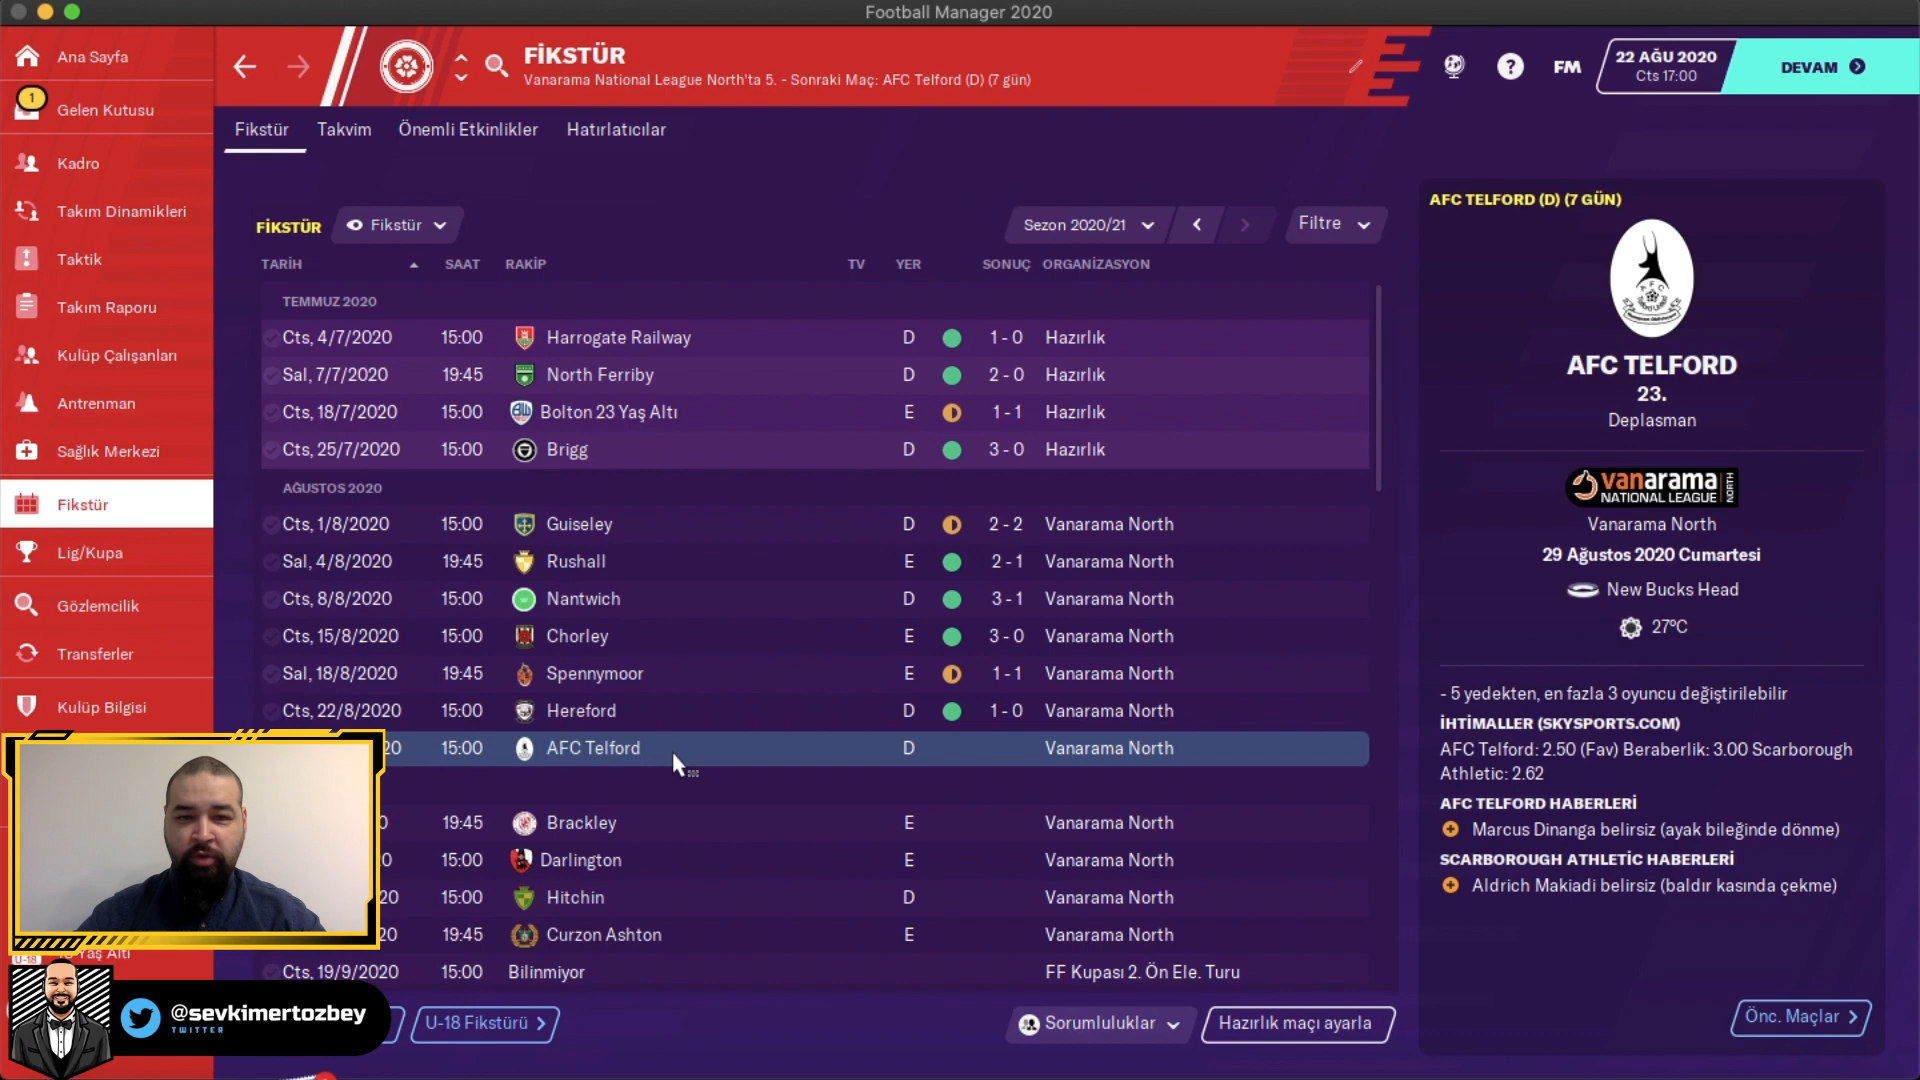 Football Manager 2020
Ana Sayfa
1
Gelen Kutusu
Kadro
Takım Dinamikleri
Taktik
Takım Raporu
Kulüp Çalışanları
Antrenman
Sağlık Merkezi
Fikstür
Lig/Kupa
Gözlemcilik
Transferler
Kulüp Bilgisi
FİKSTÜR
Vanarama National League North'ta 5. - Sonraki Maç: AFC Telford (D) (7 gün)
?
FM
22 AĞU 2020
Cts 17:00
DEVAM
Fikstür Takvim Önemli Etkinlikler Hatırlatıcılar
FİKSTÜR Fikstür Sezon 2020/21 Filtre
TARİH SAAT RAKİP TV YER SONUÇ ORGANİZASYON
TEMMUZ 2020
Cts, 4/7/2020 15:00 Harrogate Railway D 1 - 0 Hazırlık
Sal, 7/7/2020 19:45 North Ferriby D 2 - 0 Hazırlık
Cts, 18/7/2020 15:00 Bolton 23 Yaş Altı E 1 - 1 Hazırlık
Cts, 25/7/2020 15:00 Brigg D 3 - 0 Hazırlık
AĞUSTOS 2020
Cts, 1/8/2020 15:00 Guiseley D 2 - 2 Vanarama North
Sal, 4/8/2020 19:45 Rushall E 2 - 1 Vanarama North
Cts, 8/8/2020 15:00 Nantwich D 3 - 1 Vanarama North
Cts, 15/8/2020 15:00 Chorley E 3 - 0 Vanarama North
Sal, 18/8/2020 19:45 Spennymoor E 1 - 1 Vanarama North
Cts, 22/8/2020 15:00 Hereford D 1 - 0 Vanarama North
20 15:00 AFC Telford D Vanarama North
0 19:45 Brackley E Vanarama North
0 15:00 Darlington E Vanarama North
20 15:00 Hitchin D Vanarama North
20 19:45 Curzon Ashton E Vanarama North
Cts, 19/9/2020 15:00 Bilinmiyor FF Kupası 2. Ön Ele. Turu
U-18 Fikstürü
Sorumluluklar
Hazırlık maçı ayarla
AFC TELFORD (D) (7 GÜN)
AFC TELFORD
23.
Deplasman
vanarama
NATIONAL LEAGUE
NORTH
Vanarama North
29 Ağustos 2020 Cumartesi
New Bucks Head
27°C
- 5 yedekten, en fazla 3 oyuncu değiştirilebilir
İHTİMALLER (SKYSPORTS.COM)
AFC Telford: 2.50 (Fav) Beraberlik: 3.00 Scarborough
Athletic: 2.62
AFC TELFORD HABERLERİ
Marcus Dinanga belirsiz (ayak bileğinde dönme)
SCARBOROUGH ATHLETİC HABERLERİ
Aldrich Makiadi belirsiz (baldır kasında çekme)
Önc. Maçlar
U-18
Yaş Altı
@sevkimertozbey
TWITTER